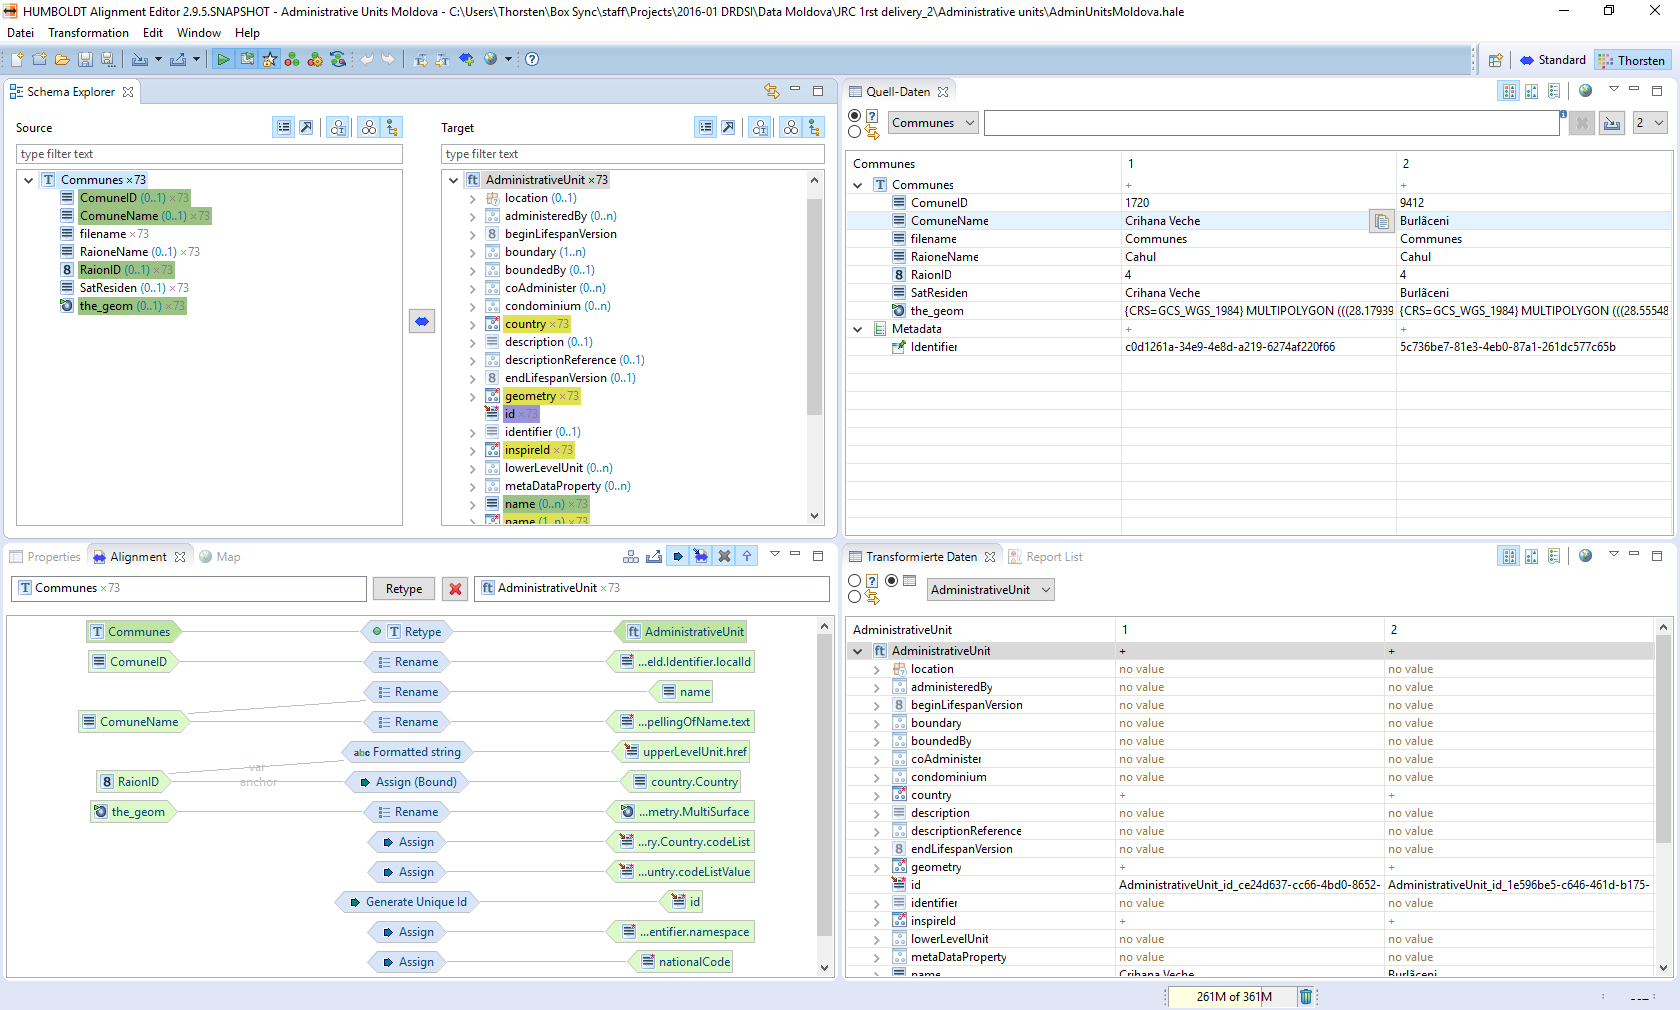 HUMBOLDT Alignment Editor 2.9.5.SNAPSHOT - Administrative Units Moldova - C:\Users\Thorsten\Box Sync\staff\Projects\2016-01 DRDSI\Data Moldova\JRC 1rst delivery_2\Administrative units\AdminUnitsMoldova.hale
Datei Transformation Edit Window Help
Standard Thorsten
Schema Explorer
Source
type filter text
Communes ×73
ComuneID (0..1) ×73
ComuneName (0..1) ×73
filename ×73
RaioneName (0..1) ×73
RaionID (0..1) ×73
SatResiden (0..1) ×73
the_geom (0..1) ×73
Target
type filter text
AdministrativeUnit ×73
location (0..1)
administeredBy (0..n)
beginLifespanVersion
boundary (1..n)
boundedBy (0..1)
coAdminister (0..n)
condominium (0..n)
country ×73
description (0..1)
descriptionReference (0..1)
endLifespanVersion (0..1)
geometry ×73
id ×73
identifier (0..1)
inspireId ×73
lowerLevelUnit (0..n)
metaDataProperty (0..n)
name (0..n) ×73
name (1..n) ×73
Quell-Daten
Communes 2
Communes 1 2
Communes + +
ComuneID 1720 9412
ComuneName Crihana Veche Burlăceni
filename Communes Communes
RaioneName Cahul Cahul
RaionID 4 4
SatResiden Crihana Veche Burlăceni
the_geom {CRS=GCS_WGS_1984} MULTIPOLYGON (((28.17939 {CRS=GCS_WGS_1984} MULTIPOLYGON (((28.55548
Metadata + +
Identifier c0d1261a-34e9-4e8d-a219-6274af220f66 5c736be7-81e3-4eb0-87a1-261dc577c65b
Properties Alignment Map
Communes ×73 Retype AdministrativeUnit ×73
Communes Retype AdministrativeUnit
ComuneID Rename ...eld.Identifier.localId
Rename name
ComuneName Rename ...pellingOfName.text
abc Formatted string upperLevelUnit.href
var
RaionID anchor Assign (Bound) country.Country
the_geom Rename ...metry.MultiSurface
Assign ...ry.Country.codeList
Assign ...untry.codeListValue
Generate Unique Id id
Assign ...entifier.namespace
Assign nationalCode
Transformierte Daten Report List
AdministrativeUnit
AdministrativeUnit 1 2
AdministrativeUnit + +
location no value no value
administeredBy no value no value
beginLifespanVersion no value no value
boundary no value no value
boundedBy no value no value
coAdminister no value no value
condominium no value no value
country + +
description no value no value
descriptionReference no value no value
endLifespanVersion no value no value
geometry + +
id AdministrativeUnit_id_ce24d637-cc66-4bd0-8652- AdministrativeUnit_id_1e596be5-c646-461d-b175-
identifier no value no value
inspireId + +
lowerLevelUnit no value no value
metaDataProperty no value no value
name Crihana Veche Burlăceni
261M of 361M